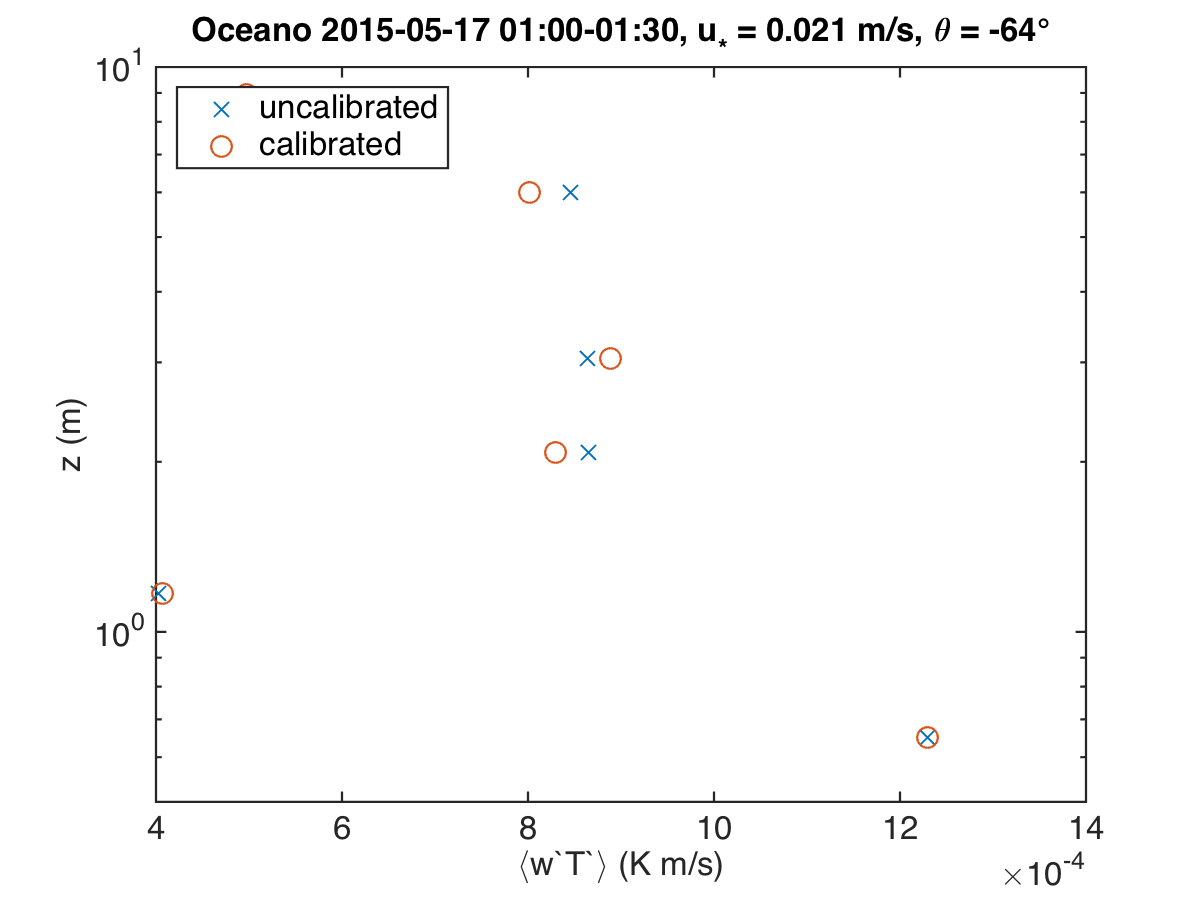 Oceano 2015-05-17 01:00-01:30, u* = 0.021 m/s, θ = -64°
10^1
uncalibrated
calibrated
z (m)
10^0
4 6 8 10 12 14
⟨w`T`⟩ (K m/s)
×10^-4